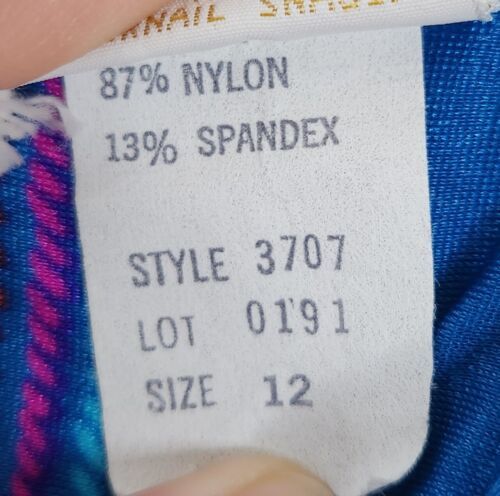 87% NYLON
13% SPANDEX
STYLE 3707
LOT 0191
SIZE 12